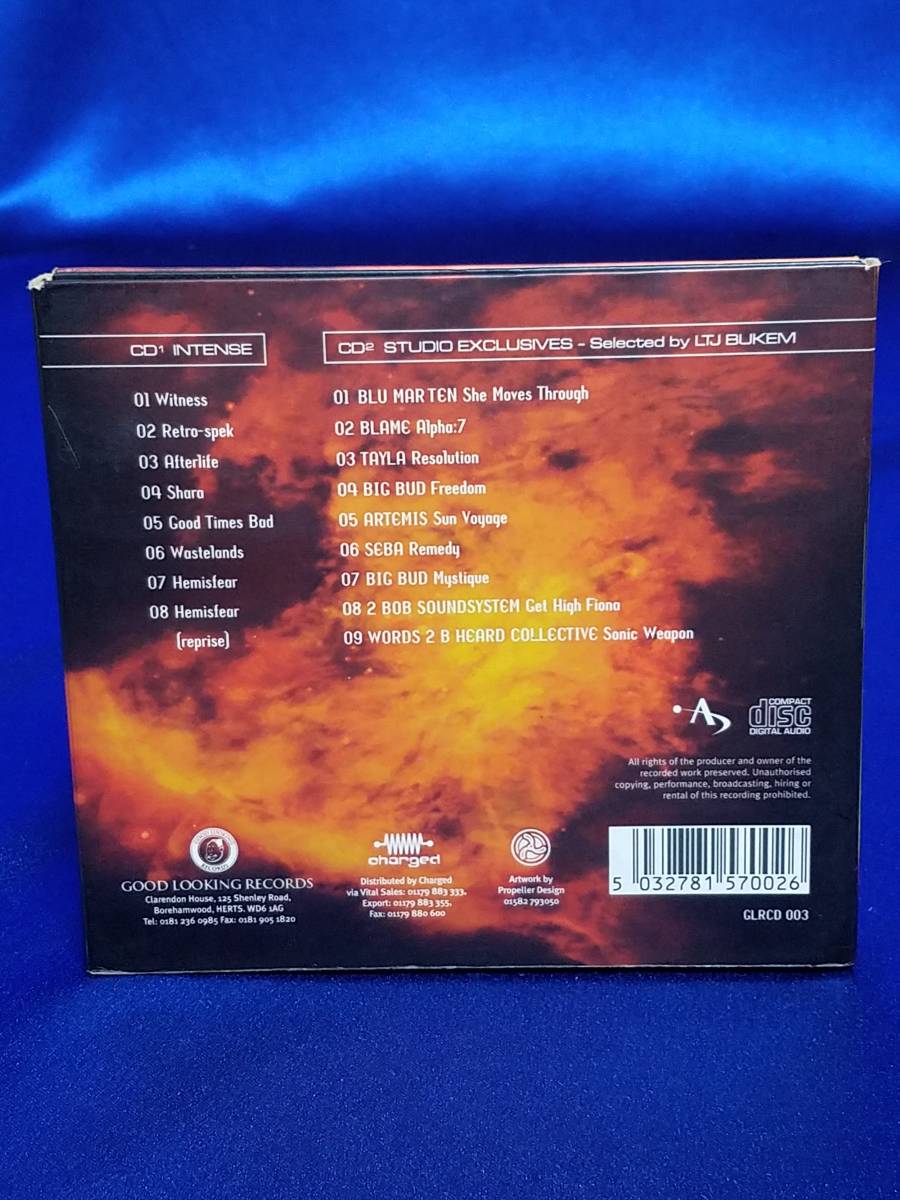 CD1 INTENSE
01 Witness
02 Retro-spek
03 Afterlife
04 Shara
05 Good Times Bad
06 Wastelands
07 Hemisfear
08 Hemisfear
(reprise)
CD2 STUDIO EXCLUSIVES - Selected by LTJ BUKEM
01 BLU MARTEN She Moves Through
02 BLAME Alpha:7
03 TAYLA Resolution
04 BIG BUD Freedom
05 ARTEMIS Sun Voyage
06 SEBA Remedy
07 BIG BUD Mystique
08 2 BOB SOUNDSYSTEM Get High Fiona
09 WORDS 2 B HEARD COLLECTIVE Sonic Weapon
COMPACT
disc
DIGITAL AUDIO
All rights of the producer and owner of the
recorded work preserved. Unauthorised
copying, performance, broadcasting, hiring or
rental of this recording prohibited.
RECORDS
GOOD LOOKING RECORDS
Clarendon House, 125 Shenley Road,
Borehamwood, HERTS. WD6 1AG
Tel: 0181 236 0985 Fax: 0181 905 1820
charged
Distributed by Charged
via Vital Sales: 01179 883 333.
Export: 01179 883 355.
Fax: 01179 880 600
Artwork by
Propeller Design
01582 793050
5 032781 570026
GLRCD 003